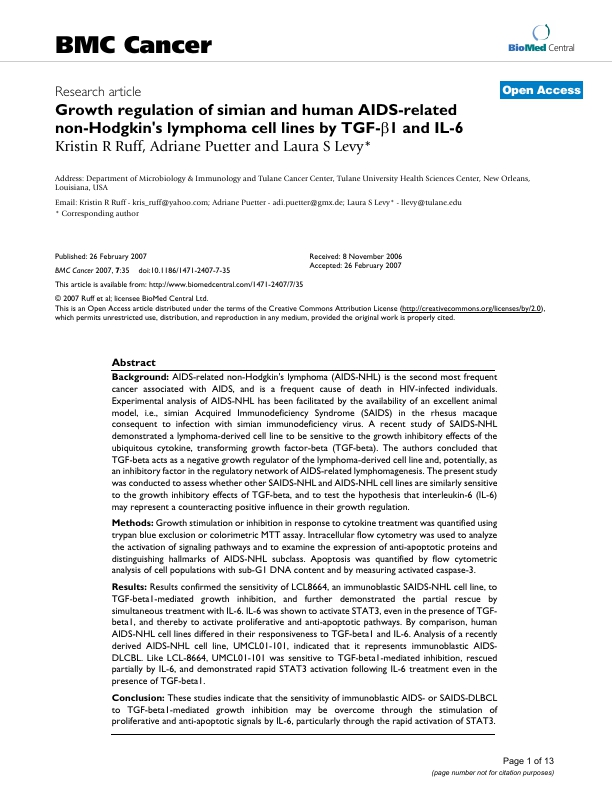 BMC Cancer
BioMed Central
Open Access
Research article
Growth regulation of simian and human AIDS-related
non-Hodgkin's lymphoma cell lines by TGF-β1 and IL-6
Kristin R Ruff, Adriane Puetter and Laura S Levy*
Address: Department of Microbiology & Immunology and Tulane Cancer Center, Tulane University Health Sciences Center, New Orleans,
Louisiana, USA
Email: Kristin R Ruff - kris_ruff@yahoo.com; Adriane Puetter - adi.puetter@gmx.de; Laura S Levy* - llevy@tulane.edu
* Corresponding author
Published: 26 February 2007
Received: 8 November 2006
Accepted: 26 February 2007
BMC Cancer 2007, 7:35 doi:10.1186/1471-2407-7-35
This article is available from: http://www.biomedcentral.com/1471-2407/7/35
© 2007 Ruff et al; licensee BioMed Central Ltd.
This is an Open Access article distributed under the terms of the Creative Commons Attribution License (http://creativecommons.org/licenses/by/2.0),
which permits unrestricted use, distribution, and reproduction in any medium, provided the original work is properly cited.
Abstract
Background: AIDS-related non-Hodgkin's lymphoma (AIDS-NHL) is the second most frequent
cancer associated with AIDS, and is a frequent cause of death in HIV-infected individuals.
Experimental analysis of AIDS-NHL has been facilitated by the availability of an excellent animal
model, i.e., simian Acquired Immunodeficiency Syndrome (SAIDS) in the rhesus macaque
consequent to infection with simian immunodeficiency virus. A recent study of SAIDS-NHL
demonstrated a lymphoma-derived cell line to be sensitive to the growth inhibitory effects of the
ubiquitous cytokine, transforming growth factor-beta (TGF-beta). The authors concluded that
TGF-beta acts as a negative growth regulator of the lymphoma-derived cell line and, potentially, as
an inhibitory factor in the regulatory network of AIDS-related lymphomagenesis. The present study
was conducted to assess whether other SAIDS-NHL and AIDS-NHL cell lines are similarly sensitive
to the growth inhibitory effects of TGF-beta, and to test the hypothesis that interleukin-6 (IL-6)
may represent a counteracting positive influence in their growth regulation.
Methods: Growth stimulation or inhibition in response to cytokine treatment was quantified using
trypan blue exclusion or colorimetric MTT assay. Intracellular flow cytometry was used to analyze
the activation of signaling pathways and to examine the expression of anti-apoptotic proteins and
distinguishing hallmarks of AIDS-NHL subclass. Apoptosis was quantified by flow cytometric
analysis of cell populations with sub-G1 DNA content and by measuring activated caspase-3.
Results: Results confirmed the sensitivity of LCL8664, an immunoblastic SAIDS-NHL cell line, to
TGF-beta1-mediated growth inhibition, and further demonstrated the partial rescue by
simultaneous treatment with IL-6. IL-6 was shown to activate STAT3, even in the presence of TGF-
beta1, and thereby to activate proliferative and anti-apoptotic pathways. By comparison, human
AIDS-NHL cell lines differed in their responsiveness to TGF-beta1 and IL-6. Analysis of a recently
derived AIDS-NHL cell line, UMCL01-101, indicated that it represents immunoblastic AIDS-
DLCBL. Like LCL-8664, UMCL01-101 was sensitive to TGF-beta1-mediated inhibition, rescued
partially by IL-6, and demonstrated rapid STAT3 activation following IL-6 treatment even in the
presence of TGF-beta1.
Conclusion: These studies indicate that the sensitivity of immunoblastic AIDS- or SAIDS-DLBCL
to TGF-beta1-mediated growth inhibition may be overcome through the stimulation of
proliferative and anti-apoptotic signals by IL-6, particularly through the rapid activation of STAT3.
Page 1 of 13
(page number not for citation purposes)